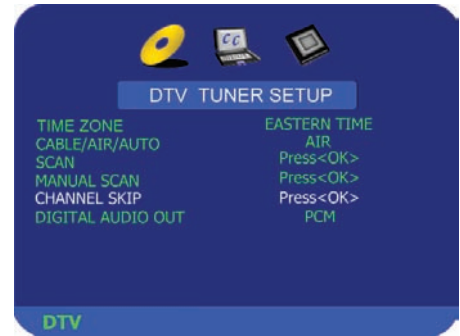 CC
DTV TUNER SETUP
TIME ZONE EASTERN TIME
CABLE/AIR/AUTO AIR
SCAN Press<OK>
MANUAL SCAN Press<OK>
CHANNEL SKIP Press<OK>
DIGITAL AUDIO OUT PCM
DTV